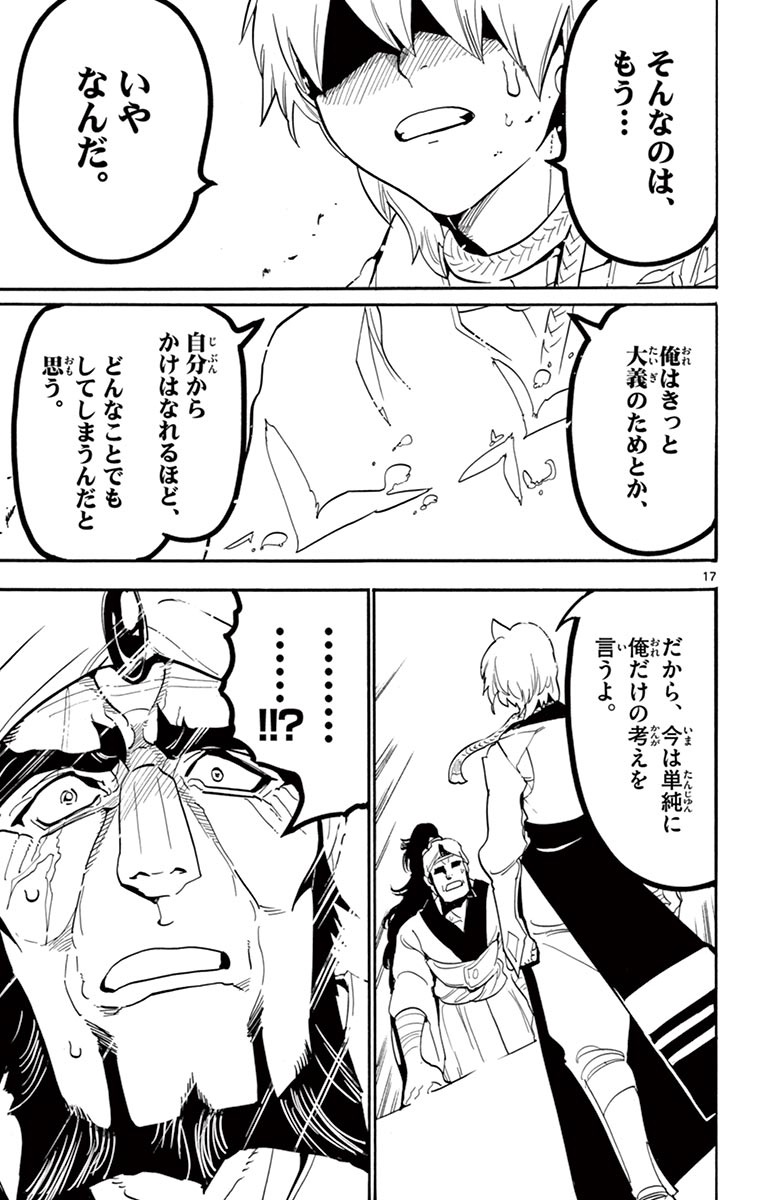 そんなのは、
もう…
いや
なんだ。
俺はきっと
大義のためとか、
自分から
かけはなれるほど、
どんなことでも
してしまうんだと
思う。
17
だから、今は単純に
俺だけの考えを
言うよ。
………
………!!?